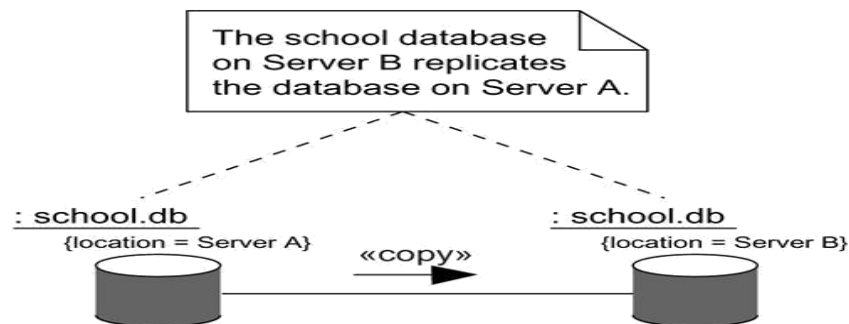 The school database
on Server B replicates
the database on Server A.
: school.db
{location = Server A}
: school.db
{location = Server B}
«copy»